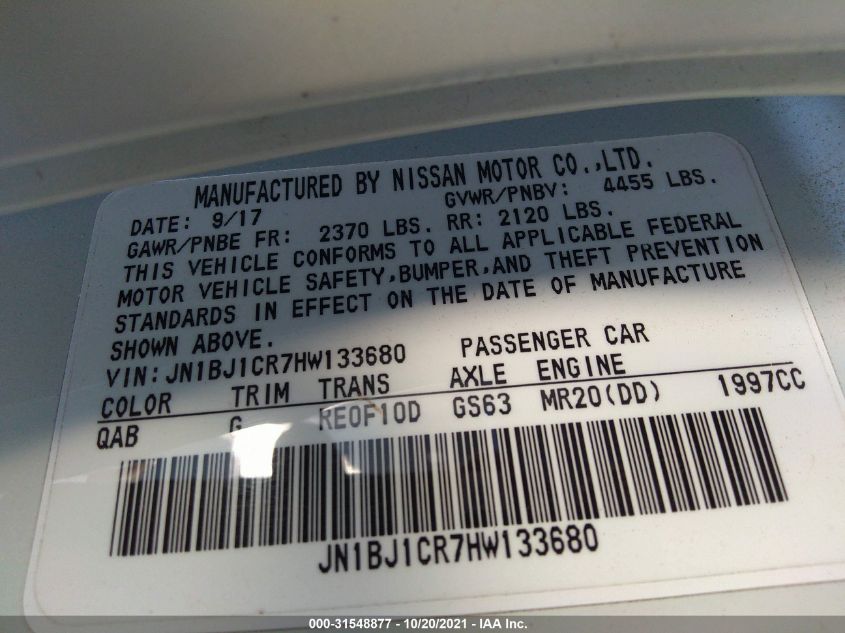 MANUFACTURED BY NISSAN MOTOR CO.,LTD.
DATE: 9/17 GVWR/PNBV: 4455 LBS.
GAWR/PNBE FR: 2370 LBS. RR: 2120 LBS.
THIS VEHICLE CONFORMS TO ALL APPLICABLE FEDERAL
MOTOR VEHICLE SAFETY,BUMPER,AND THEFT PREVENTION
STANDARDS IN EFFECT ON THE DATE OF MANUFACTURE
SHOWN ABOVE.
VIN:JN1BJ1CR7HW133680 PASSENGER CAR
COLOR TRIM TRANS AXLE ENGINE
QAB G RE0F10D GS63 MR20(DD) 1997CC
JN1BJ1CR7HW133680
000-31548877 - 10/20/2021 - IAA Inc.